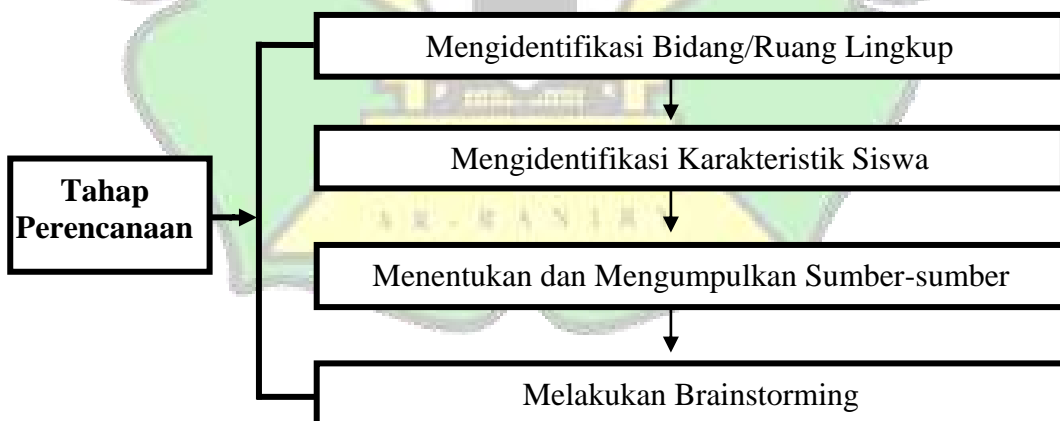 Mengidentifikasi Bidang/Ruang Lingkup
Mengidentifikasi Karakteristik Siswa
Tahap
Perencanaan
Menentukan dan Mengumpulkan Sumber-sumber
Melakukan Brainstorming